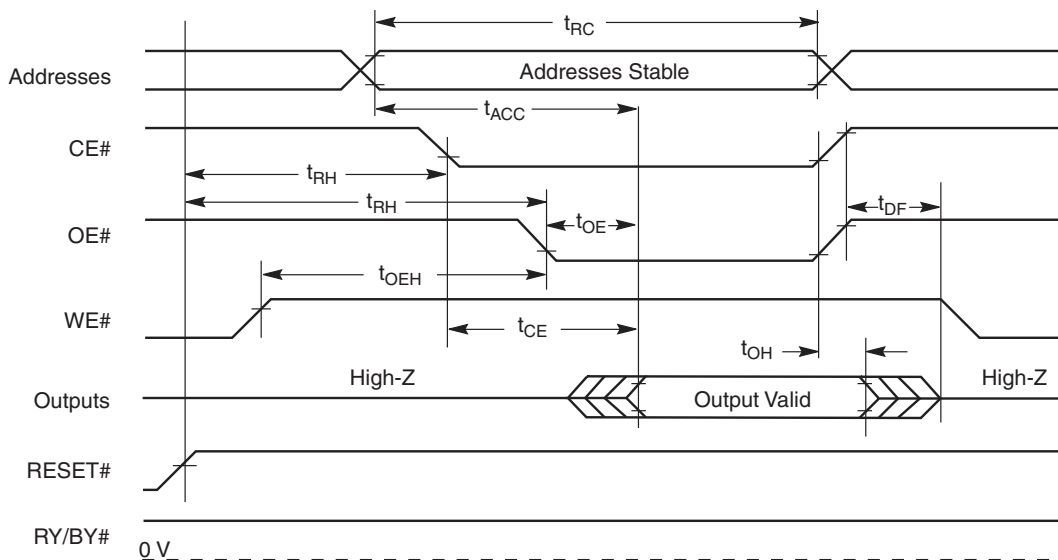 tRC
Addresses
Addresses Stable
tACC
CE#
tRH
tRH
tOE
tDF
OE#
tOEH
WE#
tCE
tOH
High-Z
High-Z
Outputs
Output Valid
RESET#
RY/BY#
0 V